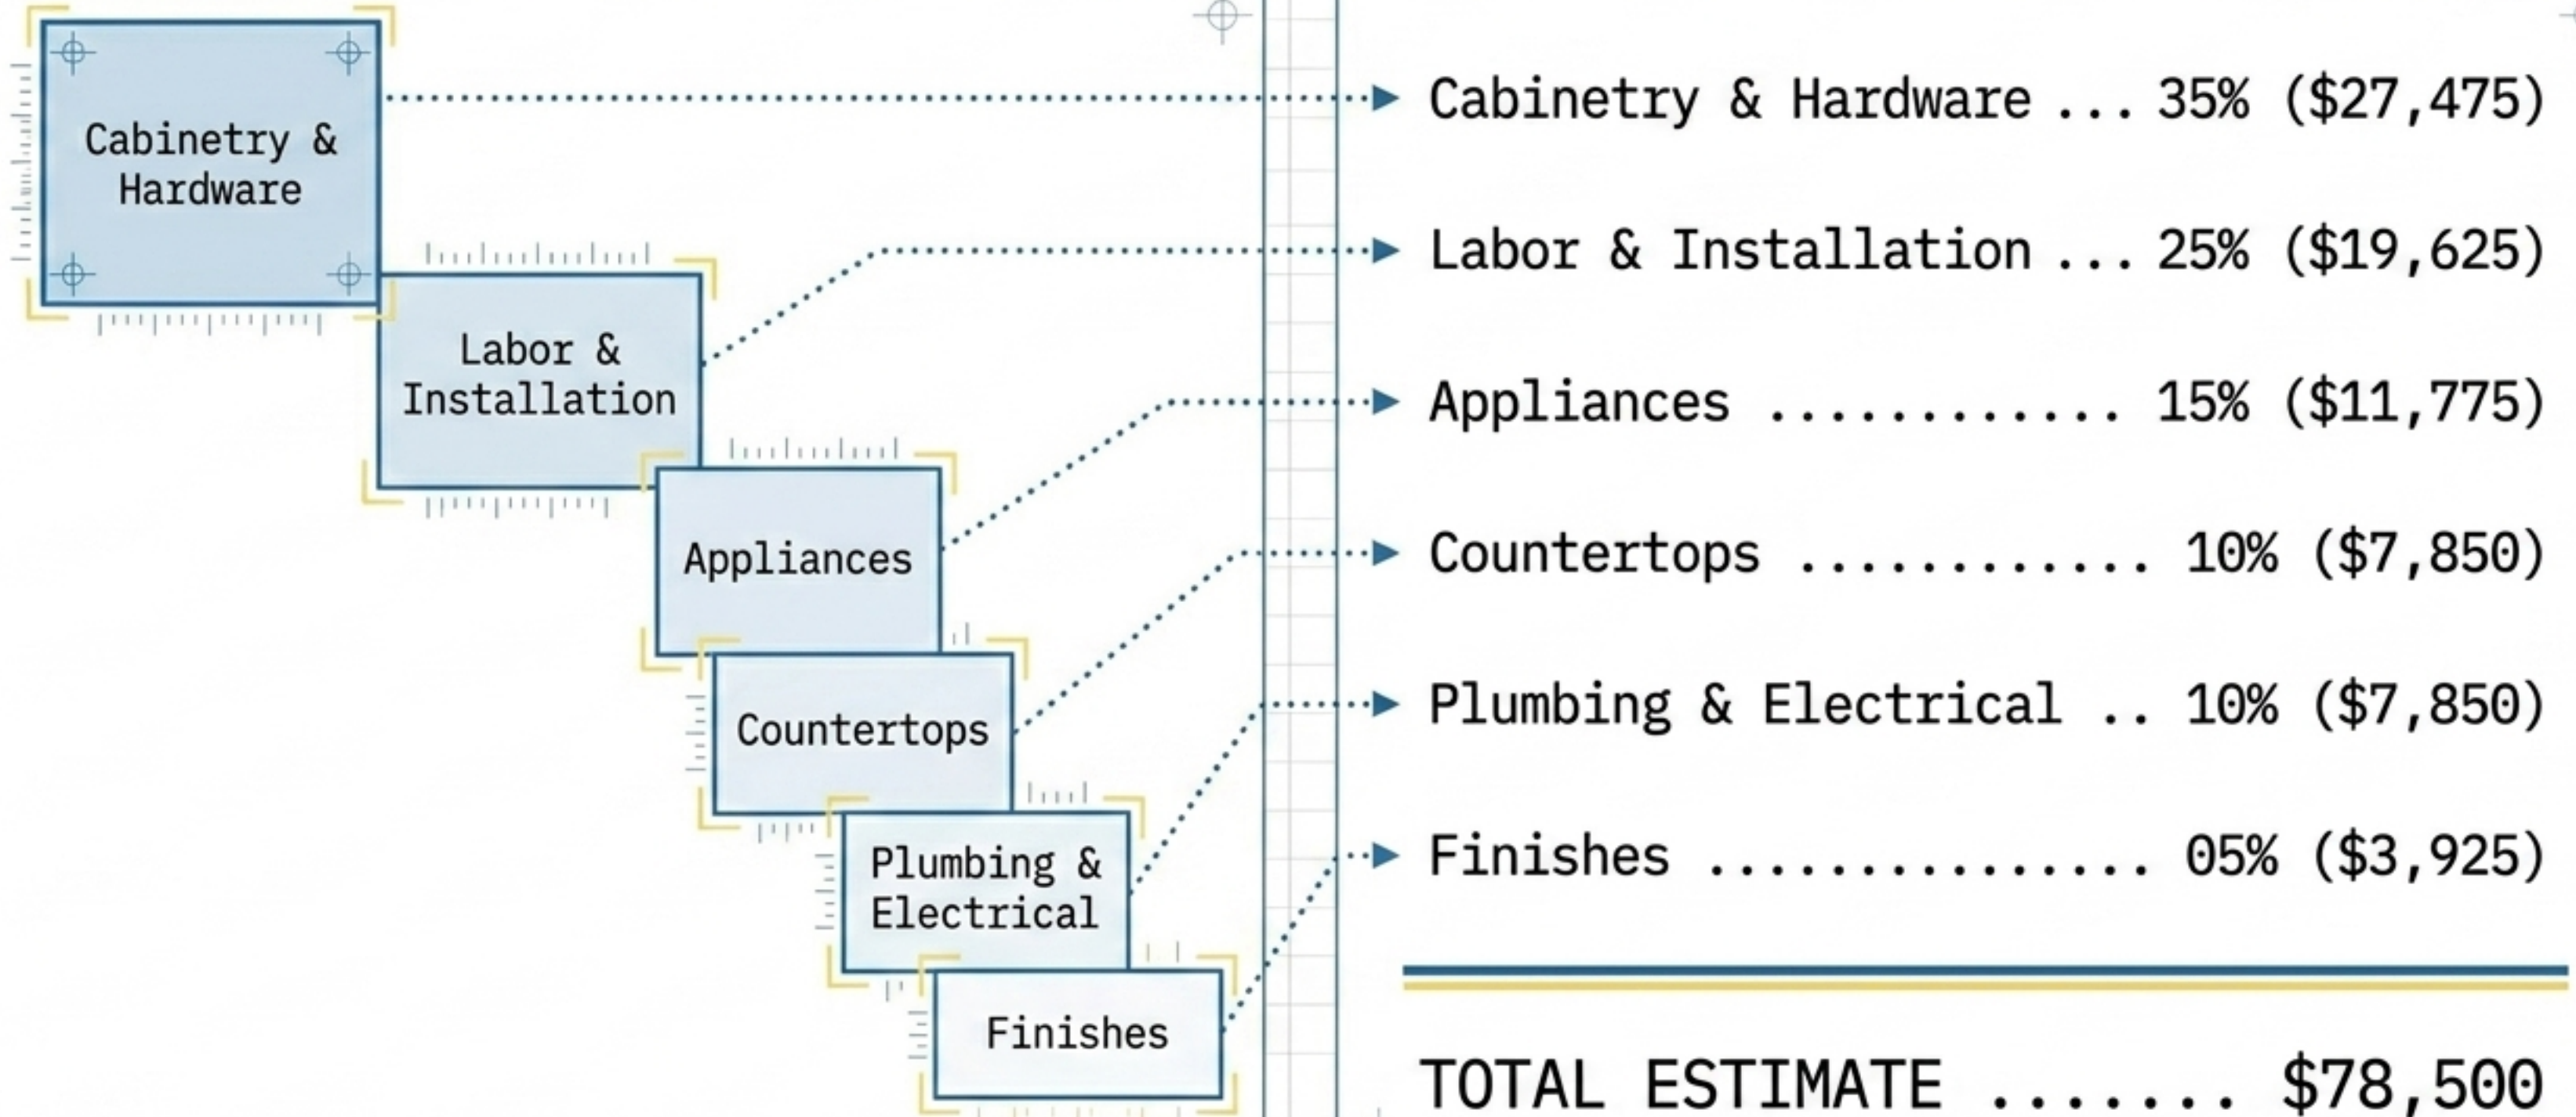 Cabinetry &
Hardware
Labor &
Installation
Appliances
Countertops
Plumbing &
Electrical
Finishes
Cabinetry & Hardware ... 35% ($27,475)
Labor & Installation ... 25% ($19,625)
Appliances ............ 15% ($11,775)
Countertops ............ 10% ($7,850)
Plumbing & Electrical .. 10% ($7,850)
Finishes ............... 05% ($3,925)
TOTAL ESTIMATE ....... $78,500